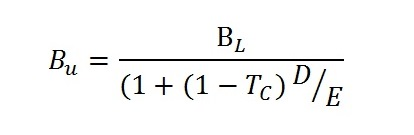 B_u = B_L / (1 + (1 − T_C) D/E)